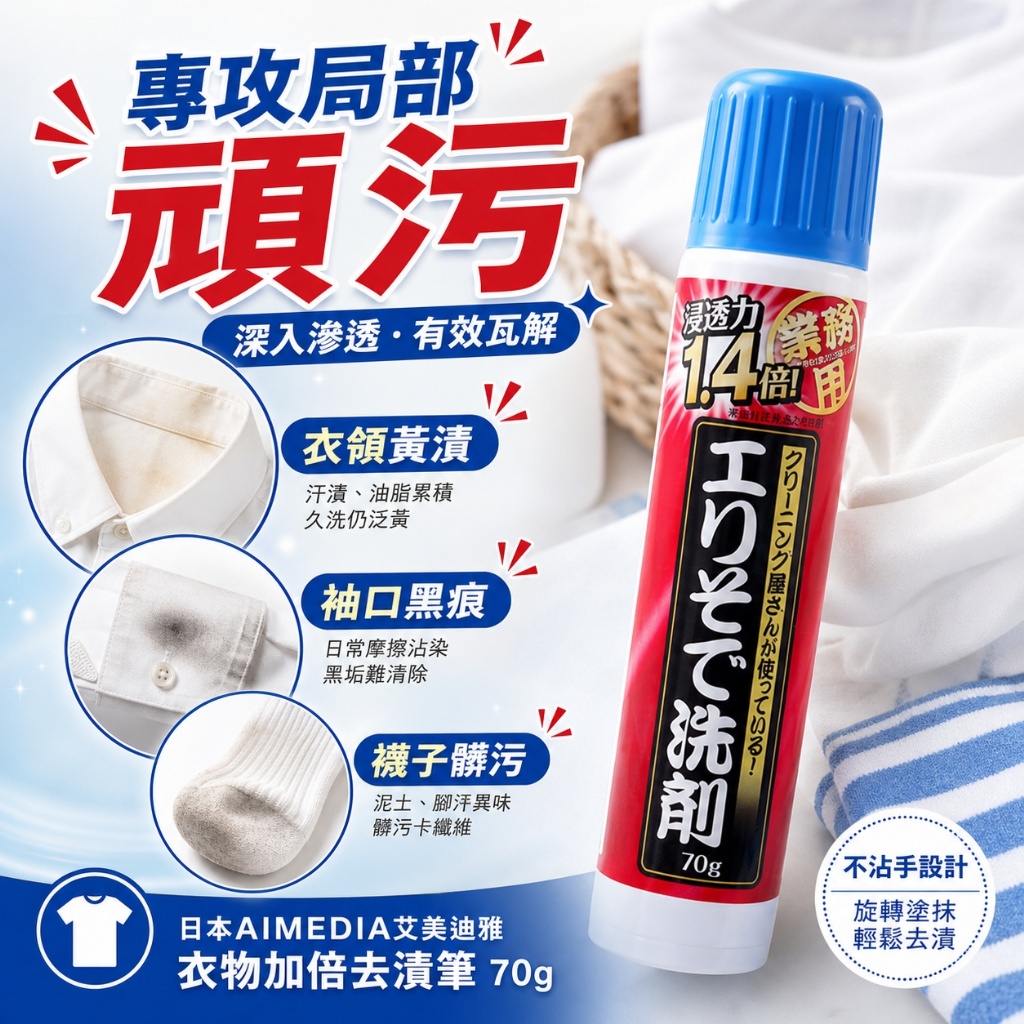 專攻局部
頑污
深入滲透·有效瓦解
衣領黃漬
汗漬、油脂累積
久洗仍泛黃
袖口黑痕
日常摩擦沾染
黑垢難清除
襪子髒污
泥土、腳汗異味
髒污卡纖維
浸透力
1.4倍!
業務用
エりそで洗剤
クリーニング屋さんが使っている!
70g
不沾手設計
旋轉塗抹
輕鬆去漬
日本AIMEDIA艾美迪雅
衣物加倍去漬筆 70g